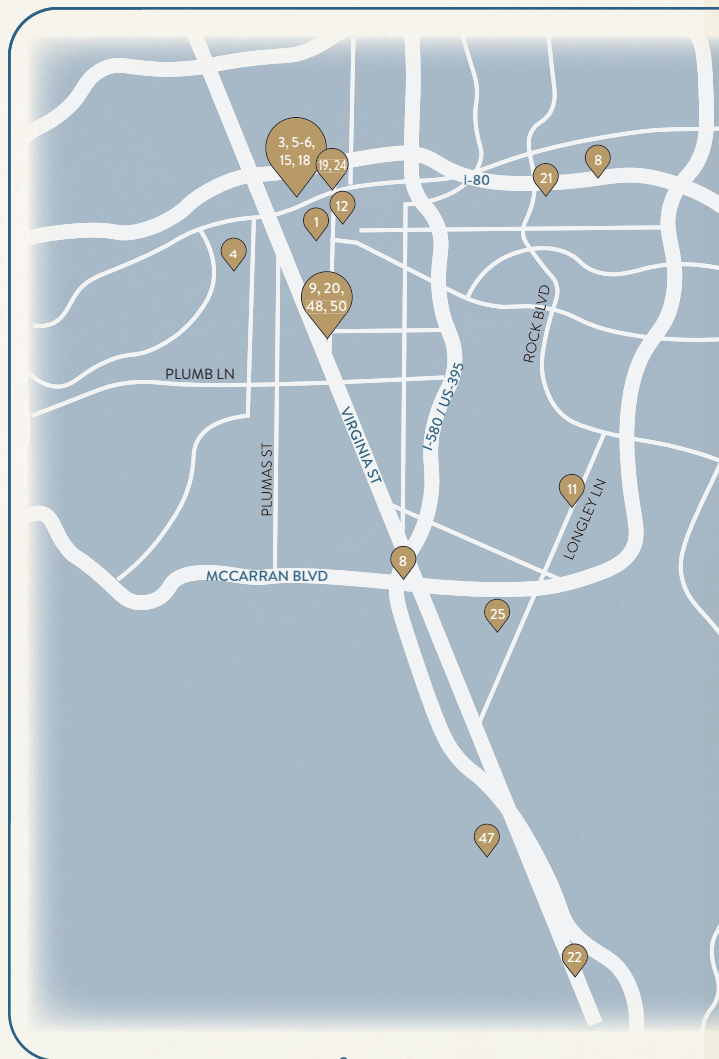 3, 5-6,
15, 18
19, 24
I-80
21
8
12
1
4
9, 20,
48, 50
ROCK BLVD
PLUMB LN
I-580 / US-395
VIRGINIA ST
PLUMAS ST
11
LONGLEY LN
8
MCCARRAN BLVD
25
47
22